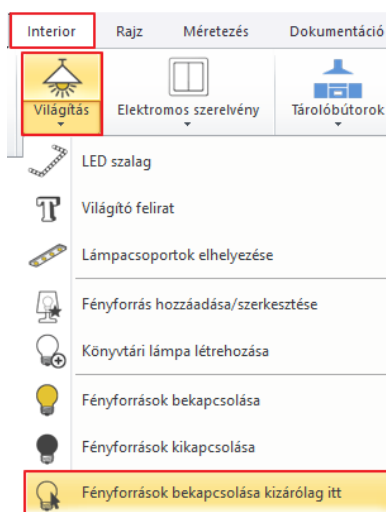 Interior Rajz Méretezés Dokumentáció
Világítás Elektromos szerelvény Tárolóbútorok
LED szalag
Világító felirat
Lámpacsoportok elhelyezése
Fényforrás hozzáadása/szerkesztése
Könyvtári lámpa létrehozása
Fényforrások bekapcsolása
Fényforrások kikapcsolása
Fényforrások bekapcsolása kizárólag itt